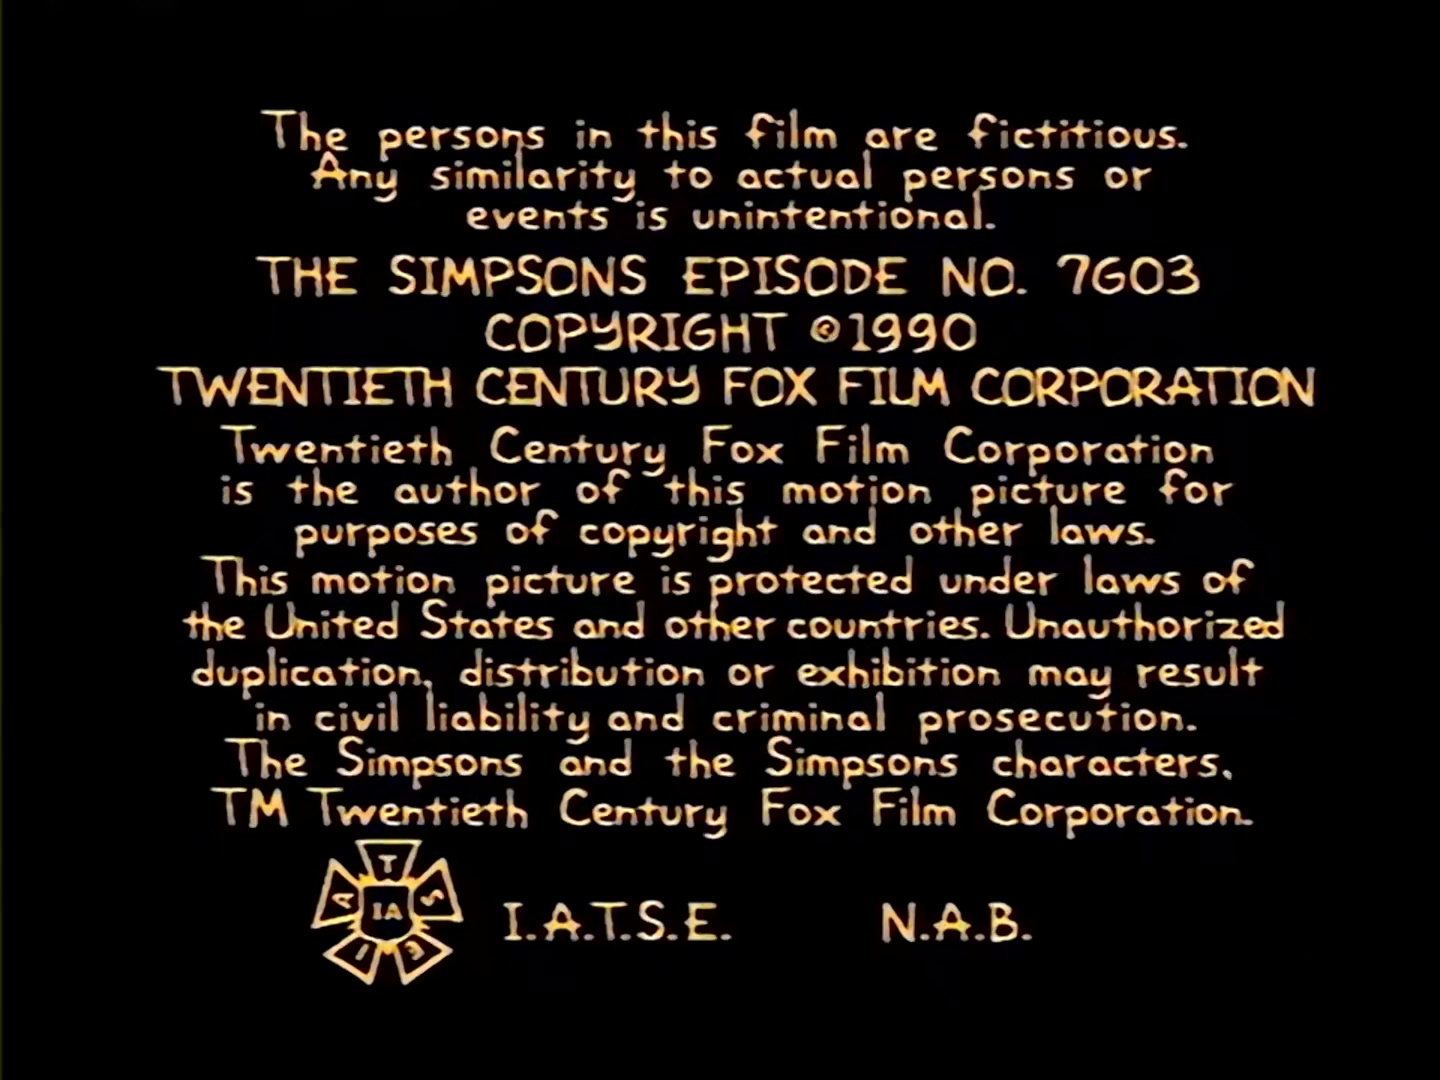 The persons in this film are fictitious.
Any similarity to actual persons or
events is unintentional.
THE SIMPSONS EPISODE NO. 7G03
COPYRIGHT ©1990
TWENTIETH CENTURY FOX FILM CORPORATION
Twentieth Century Fox Film Corporation
is the author of this motion picture for
purposes of copyright and other laws.
This motion picture is protected under laws of
the United States and other countries. Unauthorized
duplication, distribution or exhibition may result
in civil liability and criminal prosecution.
The Simpsons and the Simpsons characters.
TM Twentieth Century Fox Film Corporation.
I A T S E
IA
I.A.T.S.E. N.A.B.